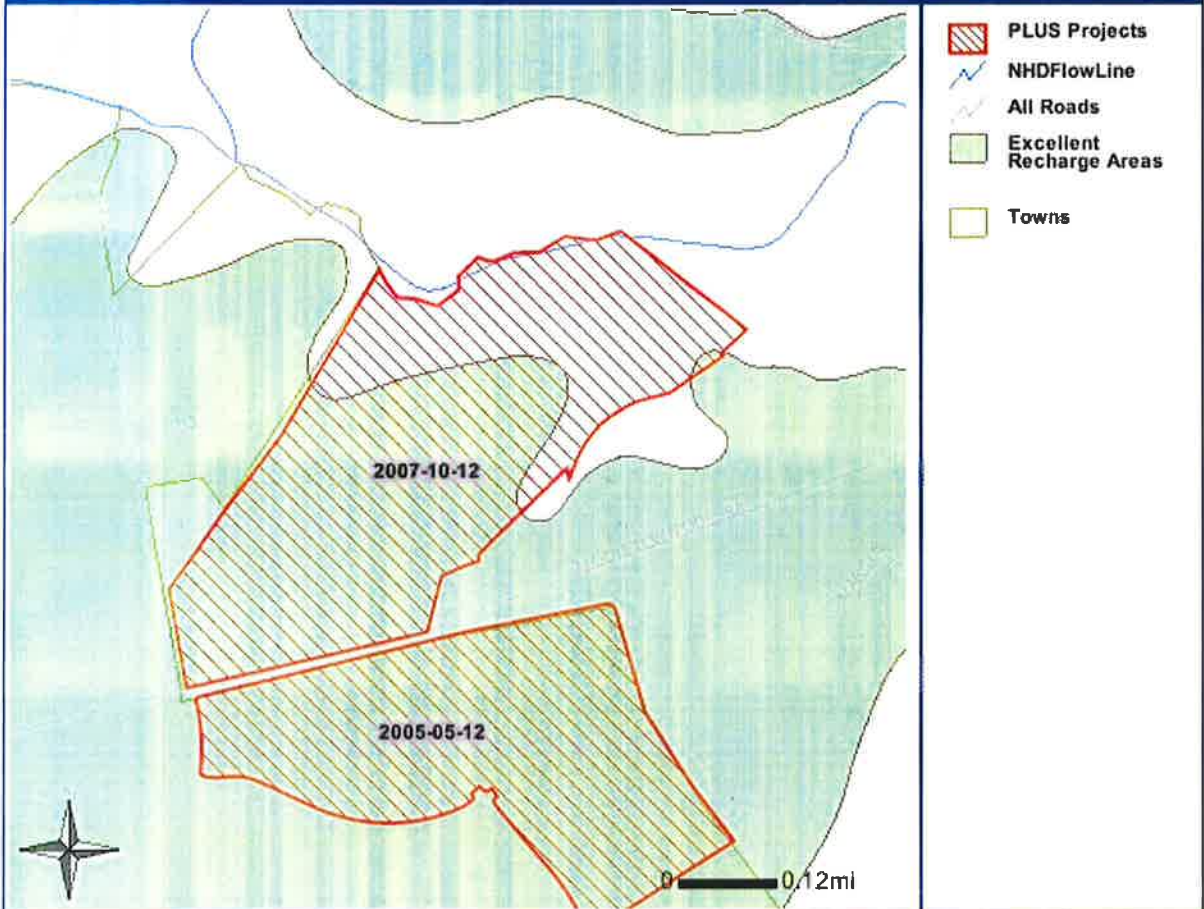 2007-10-12
2005-05-12
0 0.12mi
PLUS Projects
NHDFlowLine
All Roads
Excellent
Recharge Areas
Towns